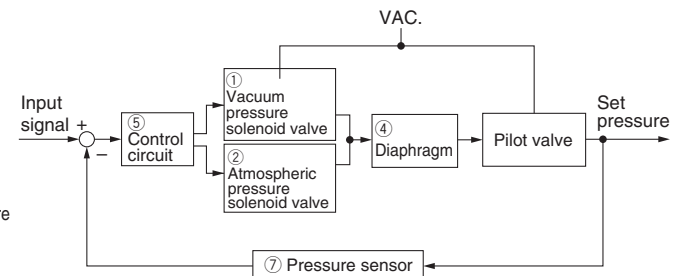 VAC.
Input
signal +
−
⑤
Control
circuit
①
Vacuum
pressure
solenoid valve
②
Atmospheric
pressure
solenoid valve
④
Diaphragm
Pilot valve
Set
pressure
⑦ Pressure sensor